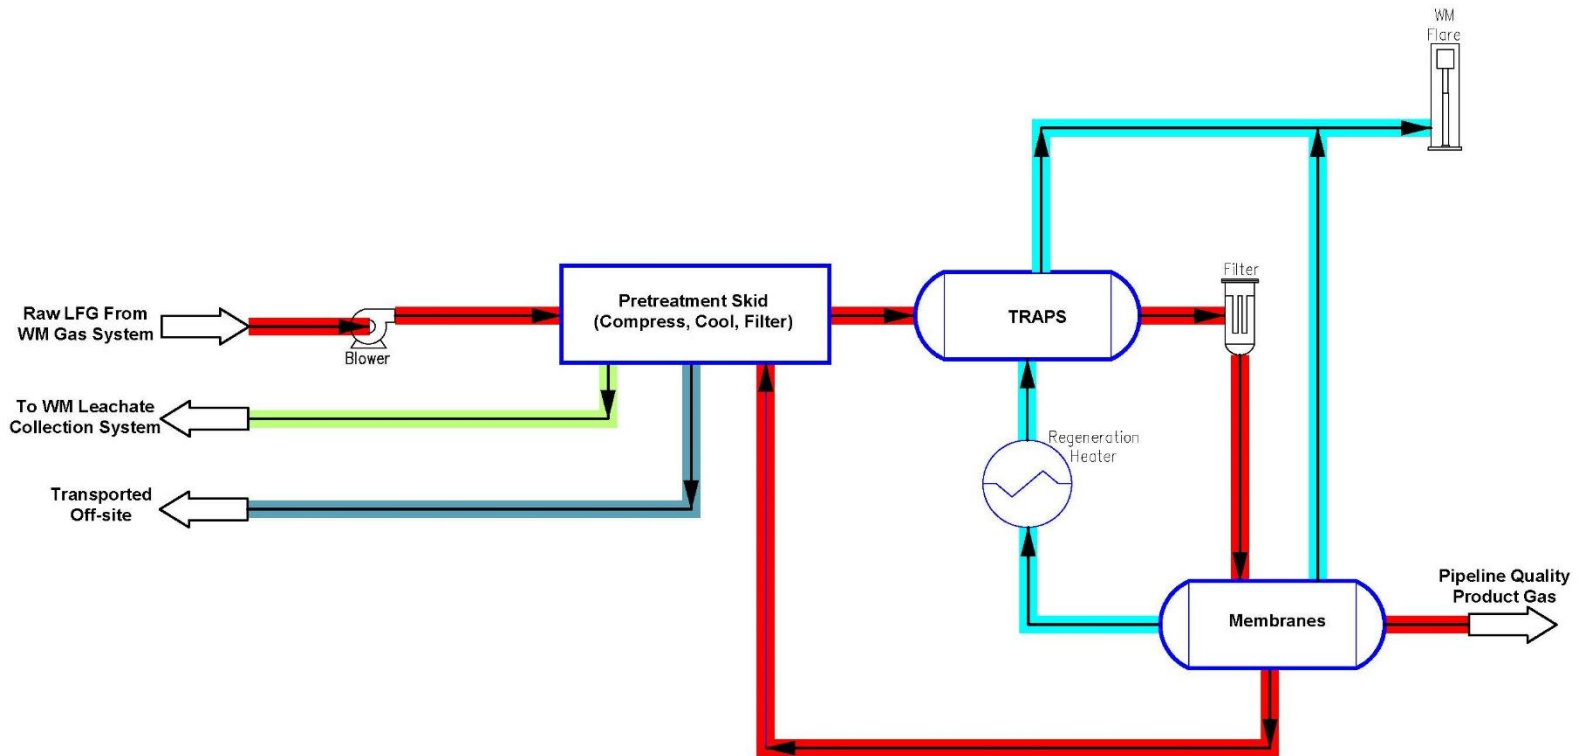 WM
Flare
Raw LFG From
WM Gas System
Blower
Pretreatment Skid
(Compress, Cool, Filter)
TRAPS
Filter
To WM Leachate
Collection System
Regeneration
Heater
Transported
Off-site
Membranes
Pipeline Quality
Product Gas